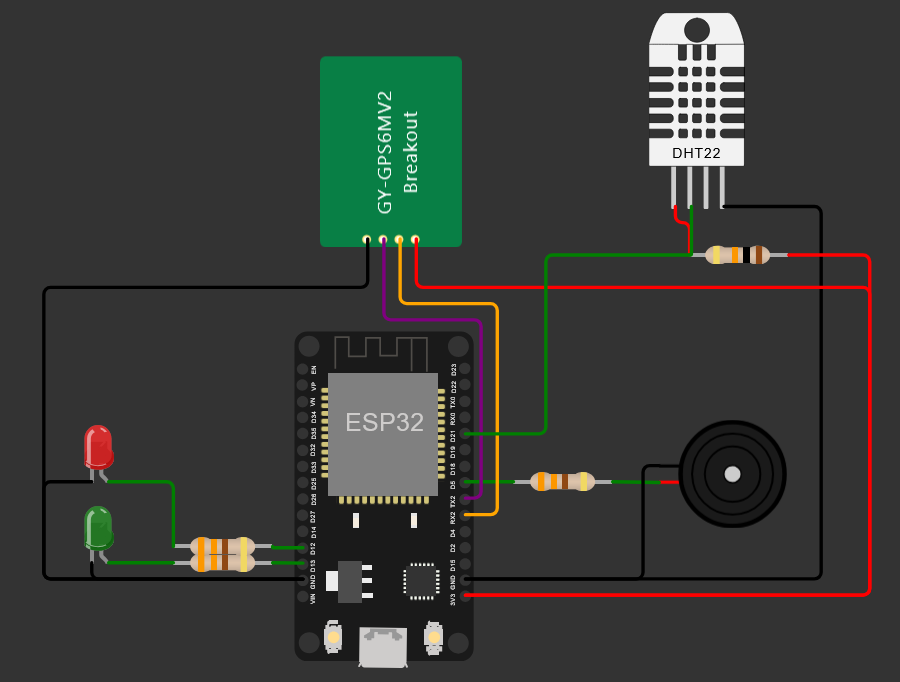 GY-GPS6MV2
Breakout
DHT22
ESP32
EN
VP
VN
D34
D35
D32
D33
D25
D26
D27
D14
D12
D13
GND
VIN
D23
D22
TX0
RX0
D21
D19
D18
D5
TX2
RX2
D4
D2
D15
GND
3V3